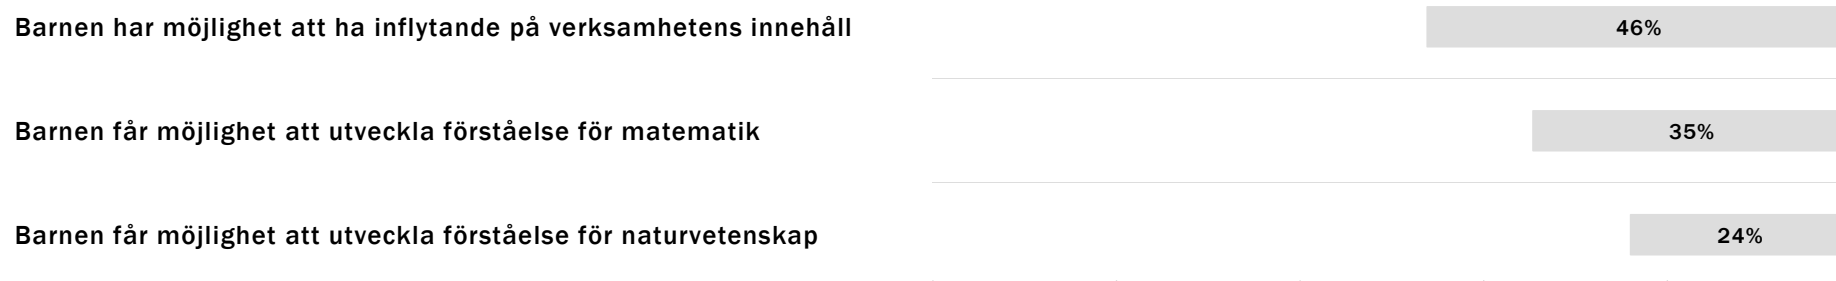 Barnen har möjlighet att ha inflytande på verksamhetens innehåll 46%
Barnen får möjlighet att utveckla förståelse för matematik 35%
Barnen får möjlighet att utveckla förståelse för naturvetenskap 24%